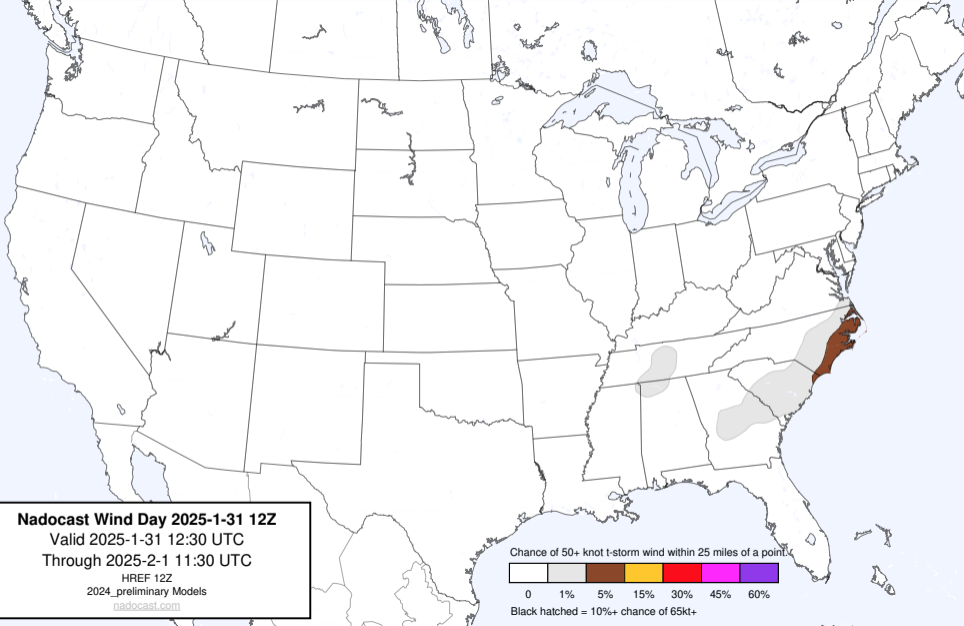 Nadocast Wind Day 2025-1-31 12Z
Valid 2025-1-31 12:30 UTC
Through 2025-2-1 11:30 UTC
HREF 12Z
2024_preliminary Models
nadocast.com
Chance of 50+ knot t-storm wind within 25 miles of a point.
0 1% 5% 15% 30% 45% 60%
Black hatched = 10%+ chance of 65kt+